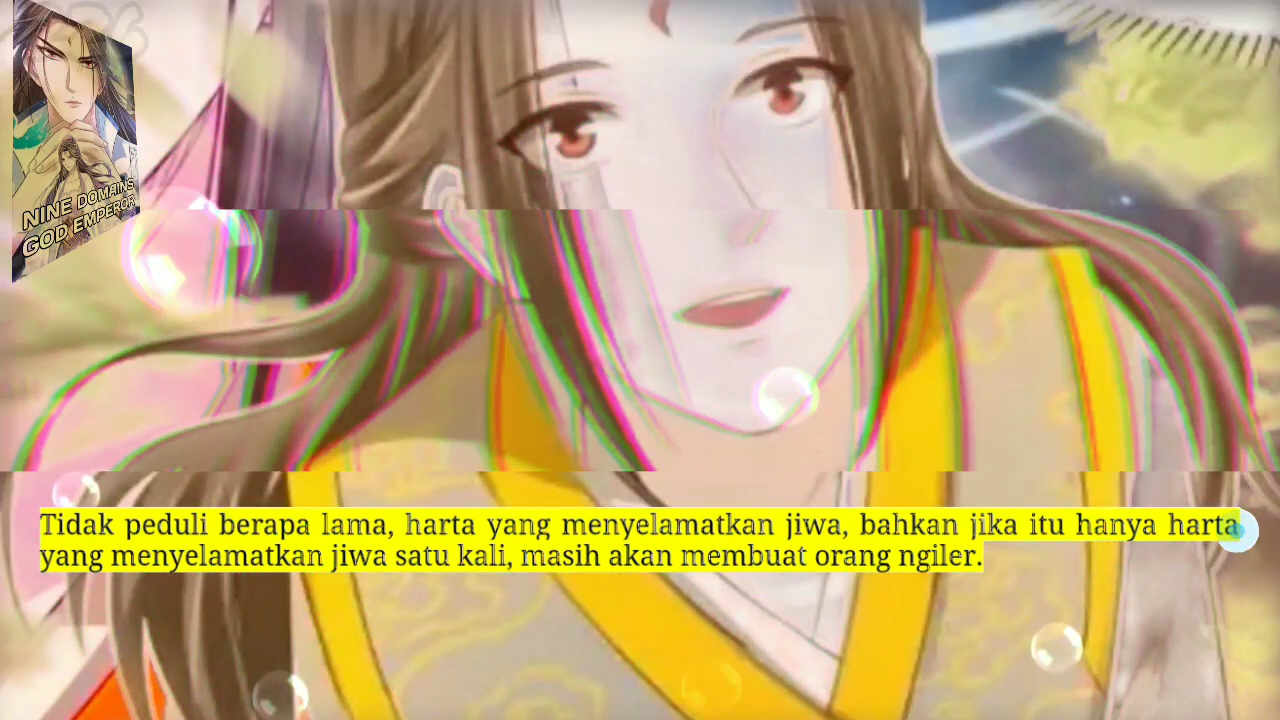 NINE DOMAINS
GOD EMPEROR
Tidak peduli berapa lama, harta yang menyelamatkan jiwa, bahkan jika itu hanya harta
yang menyelamatkan jiwa satu kali, masih akan membuat orang ngiler.